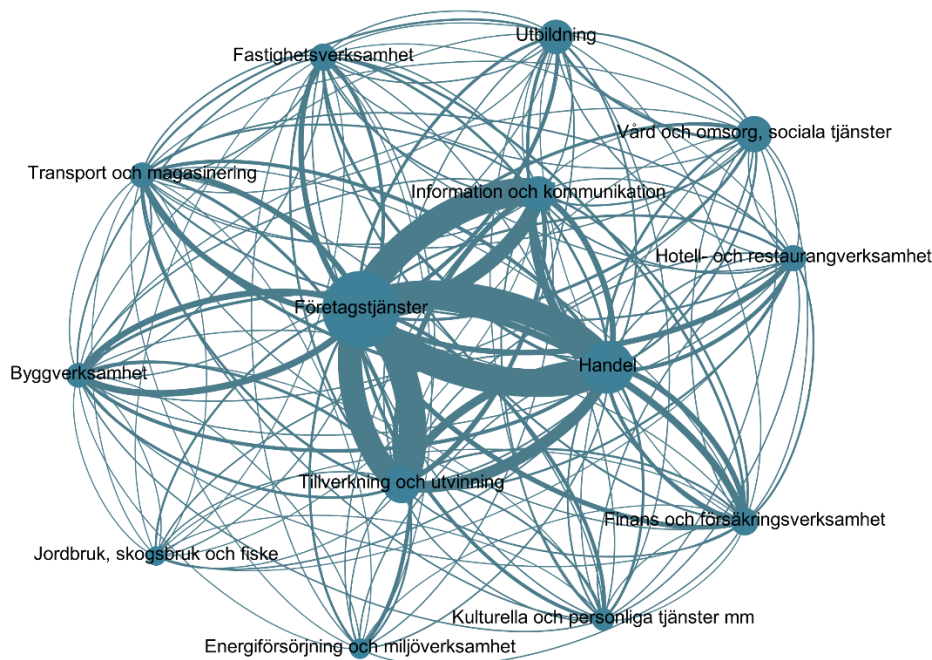 Utbildning
Fastighetsverksamhet
Vård och omsorg, sociala tjänster
Transport och magasinering
Information och kommunikation
Hotell- och restaurangverksamhet
Företagstjänster
Handel
Byggverksamhet
Tillverkning och utvinning
Finans och försäkringsverksamhet
Jordbruk, skogsbruk och fiske
Kulturella och personliga tjänster mm
Energiförsörjning och miljöverksamhet